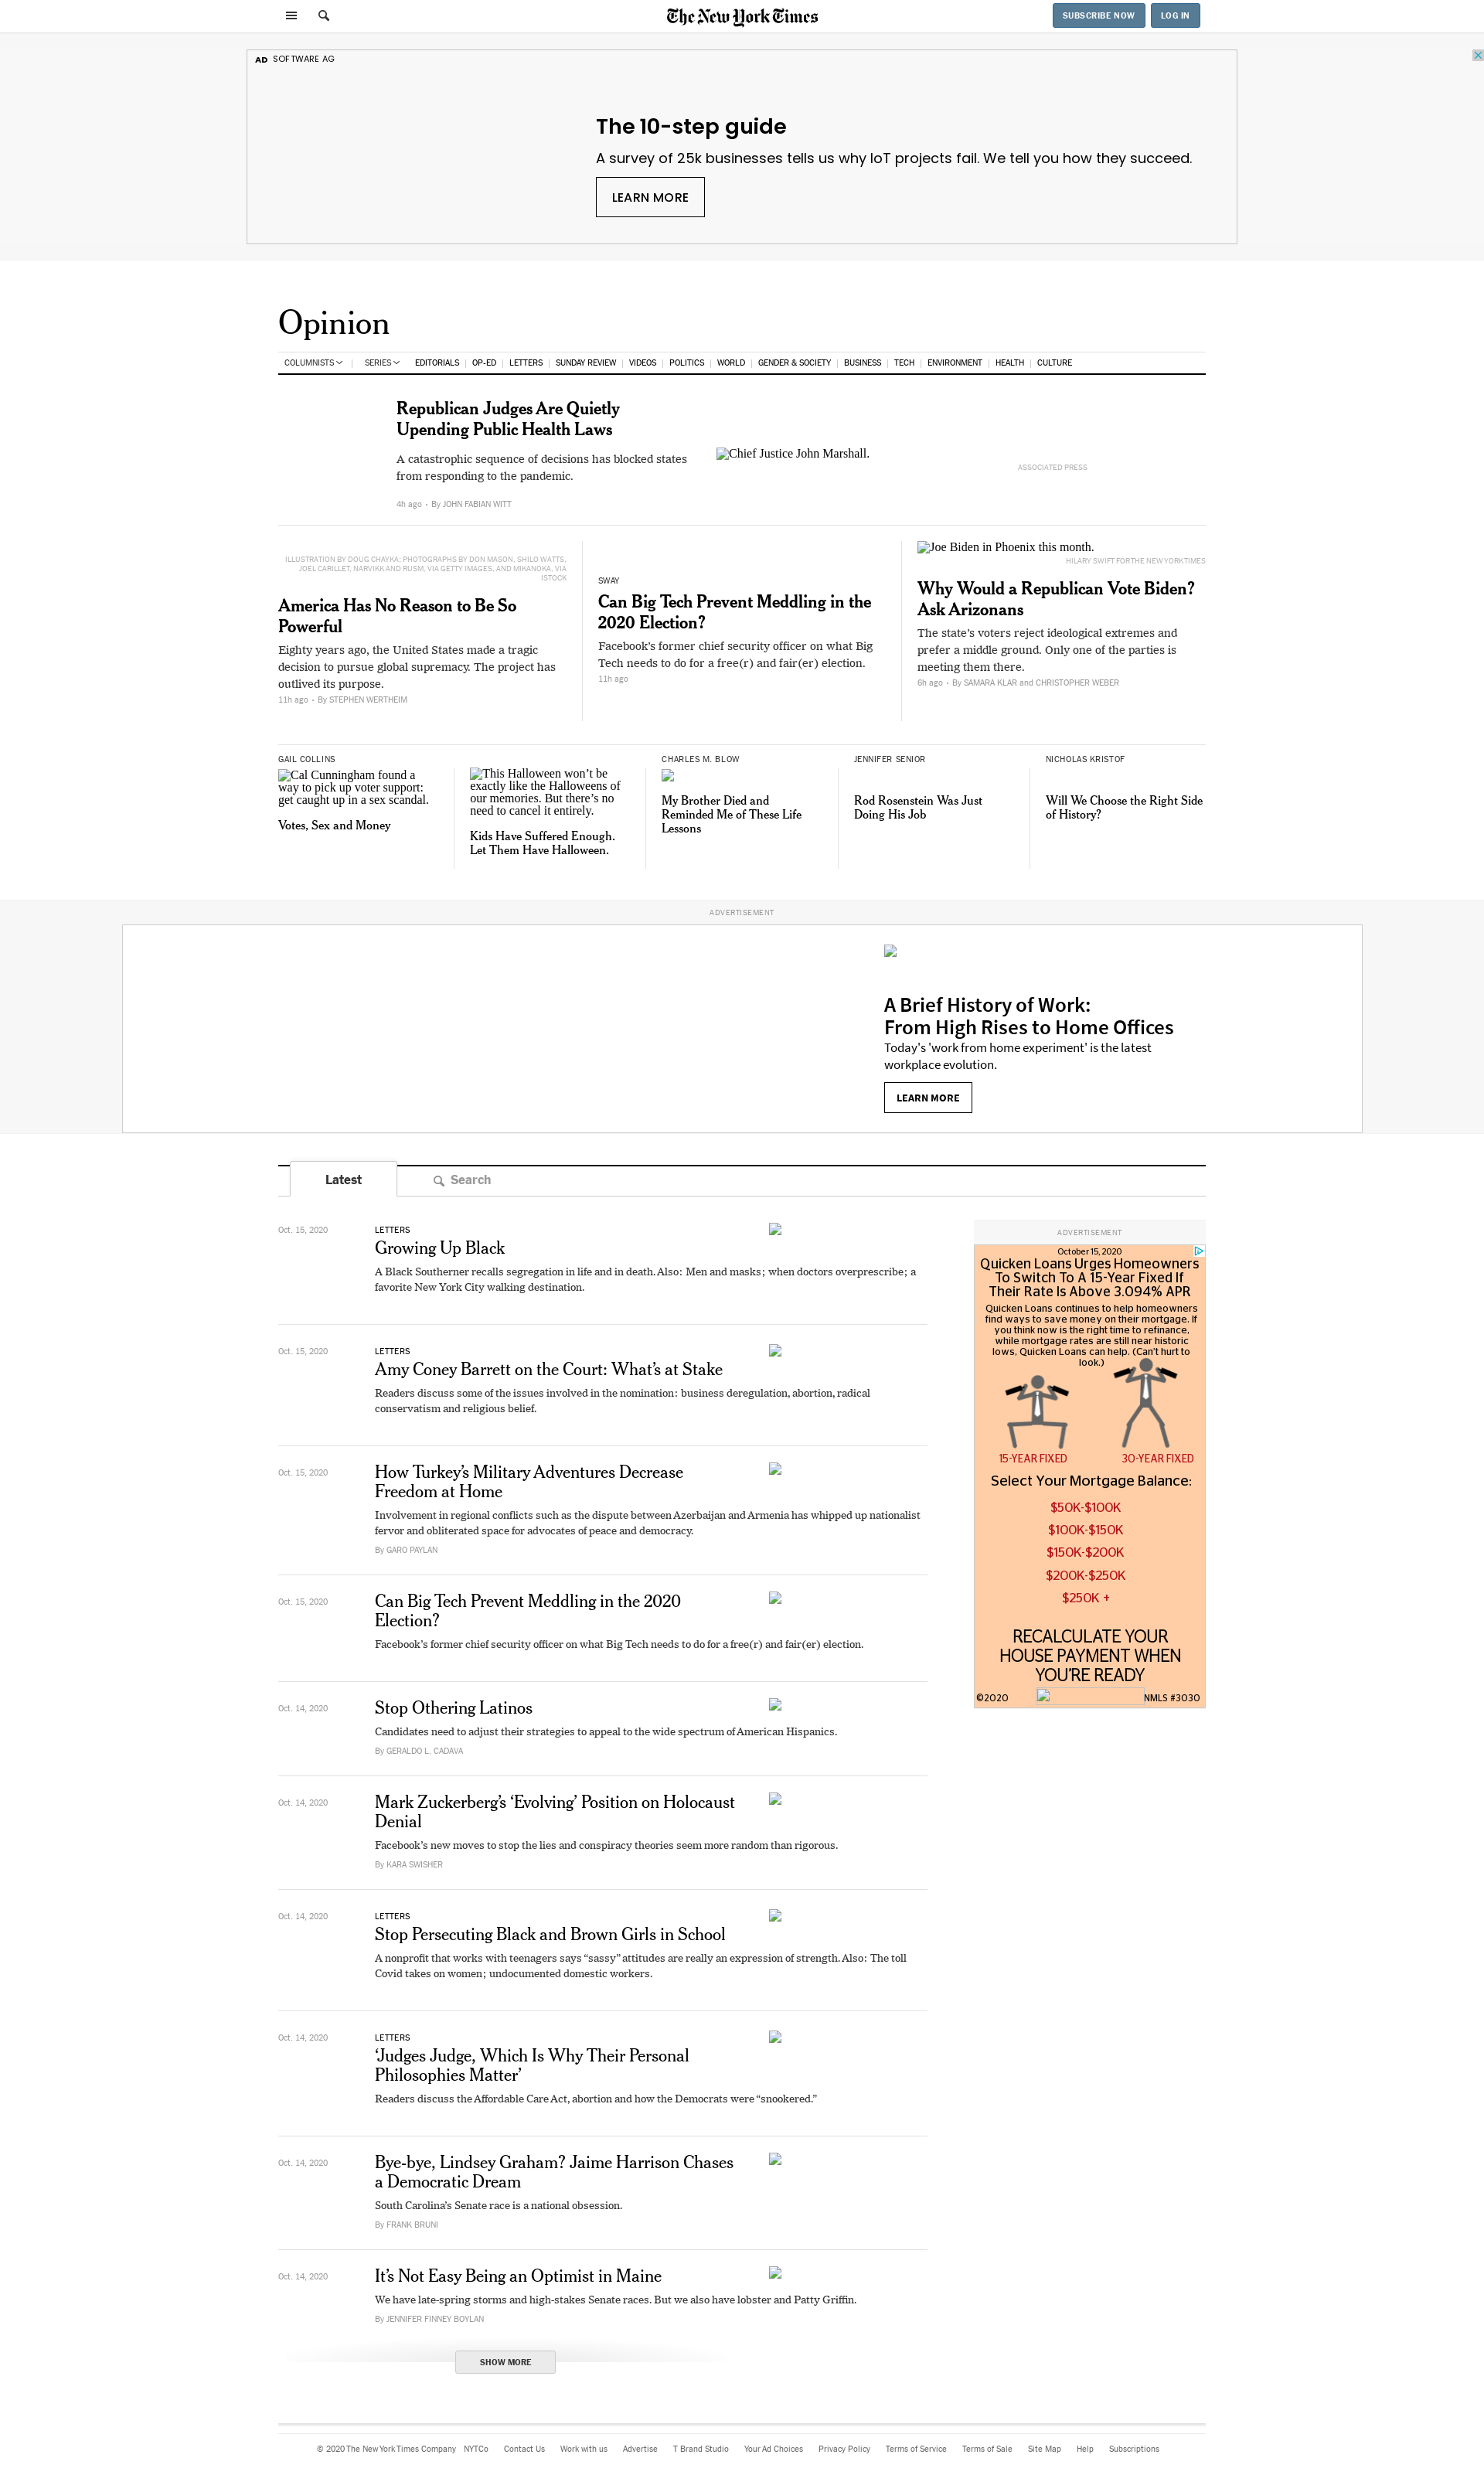 The New York Times
SUBSCRIBE NOW
LOG IN
AD SOFTWARE AG
The 10-step guide
A survey of 25k businesses tells us why IoT projects fail. We tell you how they succeed.
LEARN MORE
Opinion
COLUMNISTS
SERIES
EDITORIALS
OP-ED
LETTERS
SUNDAY REVIEW
VIDEOS
POLITICS
WORLD
GENDER & SOCIETY
BUSINESS
TECH
ENVIRONMENT
HEALTH
CULTURE
Republican Judges Are Quietly
Upending Public Health Laws
A catastrophic sequence of decisions has blocked states
from responding to the pandemic.
4h ago • By JOHN FABIAN WITT
Chief Justice John Marshall.
ASSOCIATED PRESS
ILLUSTRATION BY DOUG CHAYKA; PHOTOGRAPHS BY DON MASON, SHILO WATTS,
JOEL CARILLET, NARVIKK AND RUSM, VIA GETTY IMAGES, AND MIKANOKA, VIA
ISTOCK
America Has No Reason to Be So
Powerful
Eighty years ago, the United States made a tragic
decision to pursue global supremacy. The project has
outlived its purpose.
11h ago • By STEPHEN WERTHEIM
SWAY
Can Big Tech Prevent Meddling in the
2020 Election?
Facebook’s former chief security officer on what Big
Tech needs to do for a free(r) and fair(er) election.
11h ago
Joe Biden in Phoenix this month.
HILARY SWIFT FOR THE NEW YORK TIMES
Why Would a Republican Vote Biden?
Ask Arizonans
The state’s voters reject ideological extremes and
prefer a middle ground. Only one of the parties is
meeting them there.
6h ago • By SAMARA KLAR and CHRISTOPHER WEBER
GAIL COLLINS
Cal Cunningham found a
way to pick up voter support:
get caught up in a sex scandal.
Votes, Sex and Money
This Halloween won’t be
exactly like the Halloweens of
our memories. But there’s no
need to cancel it entirely.
Kids Have Suffered Enough.
Let Them Have Halloween.
CHARLES M. BLOW
My Brother Died and
Reminded Me of These Life
Lessons
JENNIFER SENIOR
Rod Rosenstein Was Just
Doing His Job
NICHOLAS KRISTOF
Will We Choose the Right Side
of History?
ADVERTISEMENT
A Brief History of Work:
From High Rises to Home Offices
Today's 'work from home experiment' is the latest
workplace evolution.
LEARN MORE
Latest
Search
Oct. 15, 2020
LETTERS
Growing Up Black
A Black Southerner recalls segregation in life and in death. Also: Men and masks; when doctors overprescribe; a
favorite New York City walking destination.
Oct. 15, 2020
LETTERS
Amy Coney Barrett on the Court: What’s at Stake
Readers discuss some of the issues involved in the nomination: business deregulation, abortion, radical
conservatism and religious belief.
Oct. 15, 2020
How Turkey’s Military Adventures Decrease
Freedom at Home
Involvement in regional conflicts such as the dispute between Azerbaijan and Armenia has whipped up nationalist
fervor and obliterated space for advocates of peace and democracy.
By GARO PAYLAN
Oct. 15, 2020
Can Big Tech Prevent Meddling in the 2020
Election?
Facebook’s former chief security officer on what Big Tech needs to do for a free(r) and fair(er) election.
Oct. 14, 2020
Stop Othering Latinos
Candidates need to adjust their strategies to appeal to the wide spectrum of American Hispanics.
By GERALDO L. CADAVA
Oct. 14, 2020
Mark Zuckerberg’s ‘Evolving’ Position on Holocaust
Denial
Facebook’s new moves to stop the lies and conspiracy theories seem more random than rigorous.
By KARA SWISHER
Oct. 14, 2020
LETTERS
Stop Persecuting Black and Brown Girls in School
A nonprofit that works with teenagers says “sassy” attitudes are really an expression of strength. Also: The toll
Covid takes on women; undocumented domestic workers.
Oct. 14, 2020
LETTERS
‘Judges Judge, Which Is Why Their Personal
Philosophies Matter’
Readers discuss the Affordable Care Act, abortion and how the Democrats were “snookered.”
Oct. 14, 2020
Bye-bye, Lindsey Graham? Jaime Harrison Chases
a Democratic Dream
South Carolina’s Senate race is a national obsession.
By FRANK BRUNI
Oct. 14, 2020
It’s Not Easy Being an Optimist in Maine
We have late-spring storms and high-stakes Senate races. But we also have lobster and Patty Griffin.
By JENNIFER FINNEY BOYLAN
SHOW MORE
ADVERTISEMENT
October 15, 2020
Quicken Loans Urges Homeowners
To Switch To A 15-Year Fixed If
Their Rate Is Above 3.094% APR
Quicken Loans continues to help homeowners
find ways to save money on their mortgage. If
you think now is the right time to refinance,
while mortgage rates are still near historic
lows, Quicken Loans can help. (Can't hurt to
look.)
15-YEAR FIXED
30-YEAR FIXED
Select Your Mortgage Balance:
$50K-$100K
$100K-$150K
$150K-$200K
$200K-$250K
$250K +
RECALCULATE YOUR
HOUSE PAYMENT WHEN
YOU'RE READY
©2020
NMLS #3030
© 2020 The New York Times Company
NYTCo
Contact Us
Work with us
Advertise
T Brand Studio
Your Ad Choices
Privacy Policy
Terms of Service
Terms of Sale
Site Map
Help
Subscriptions